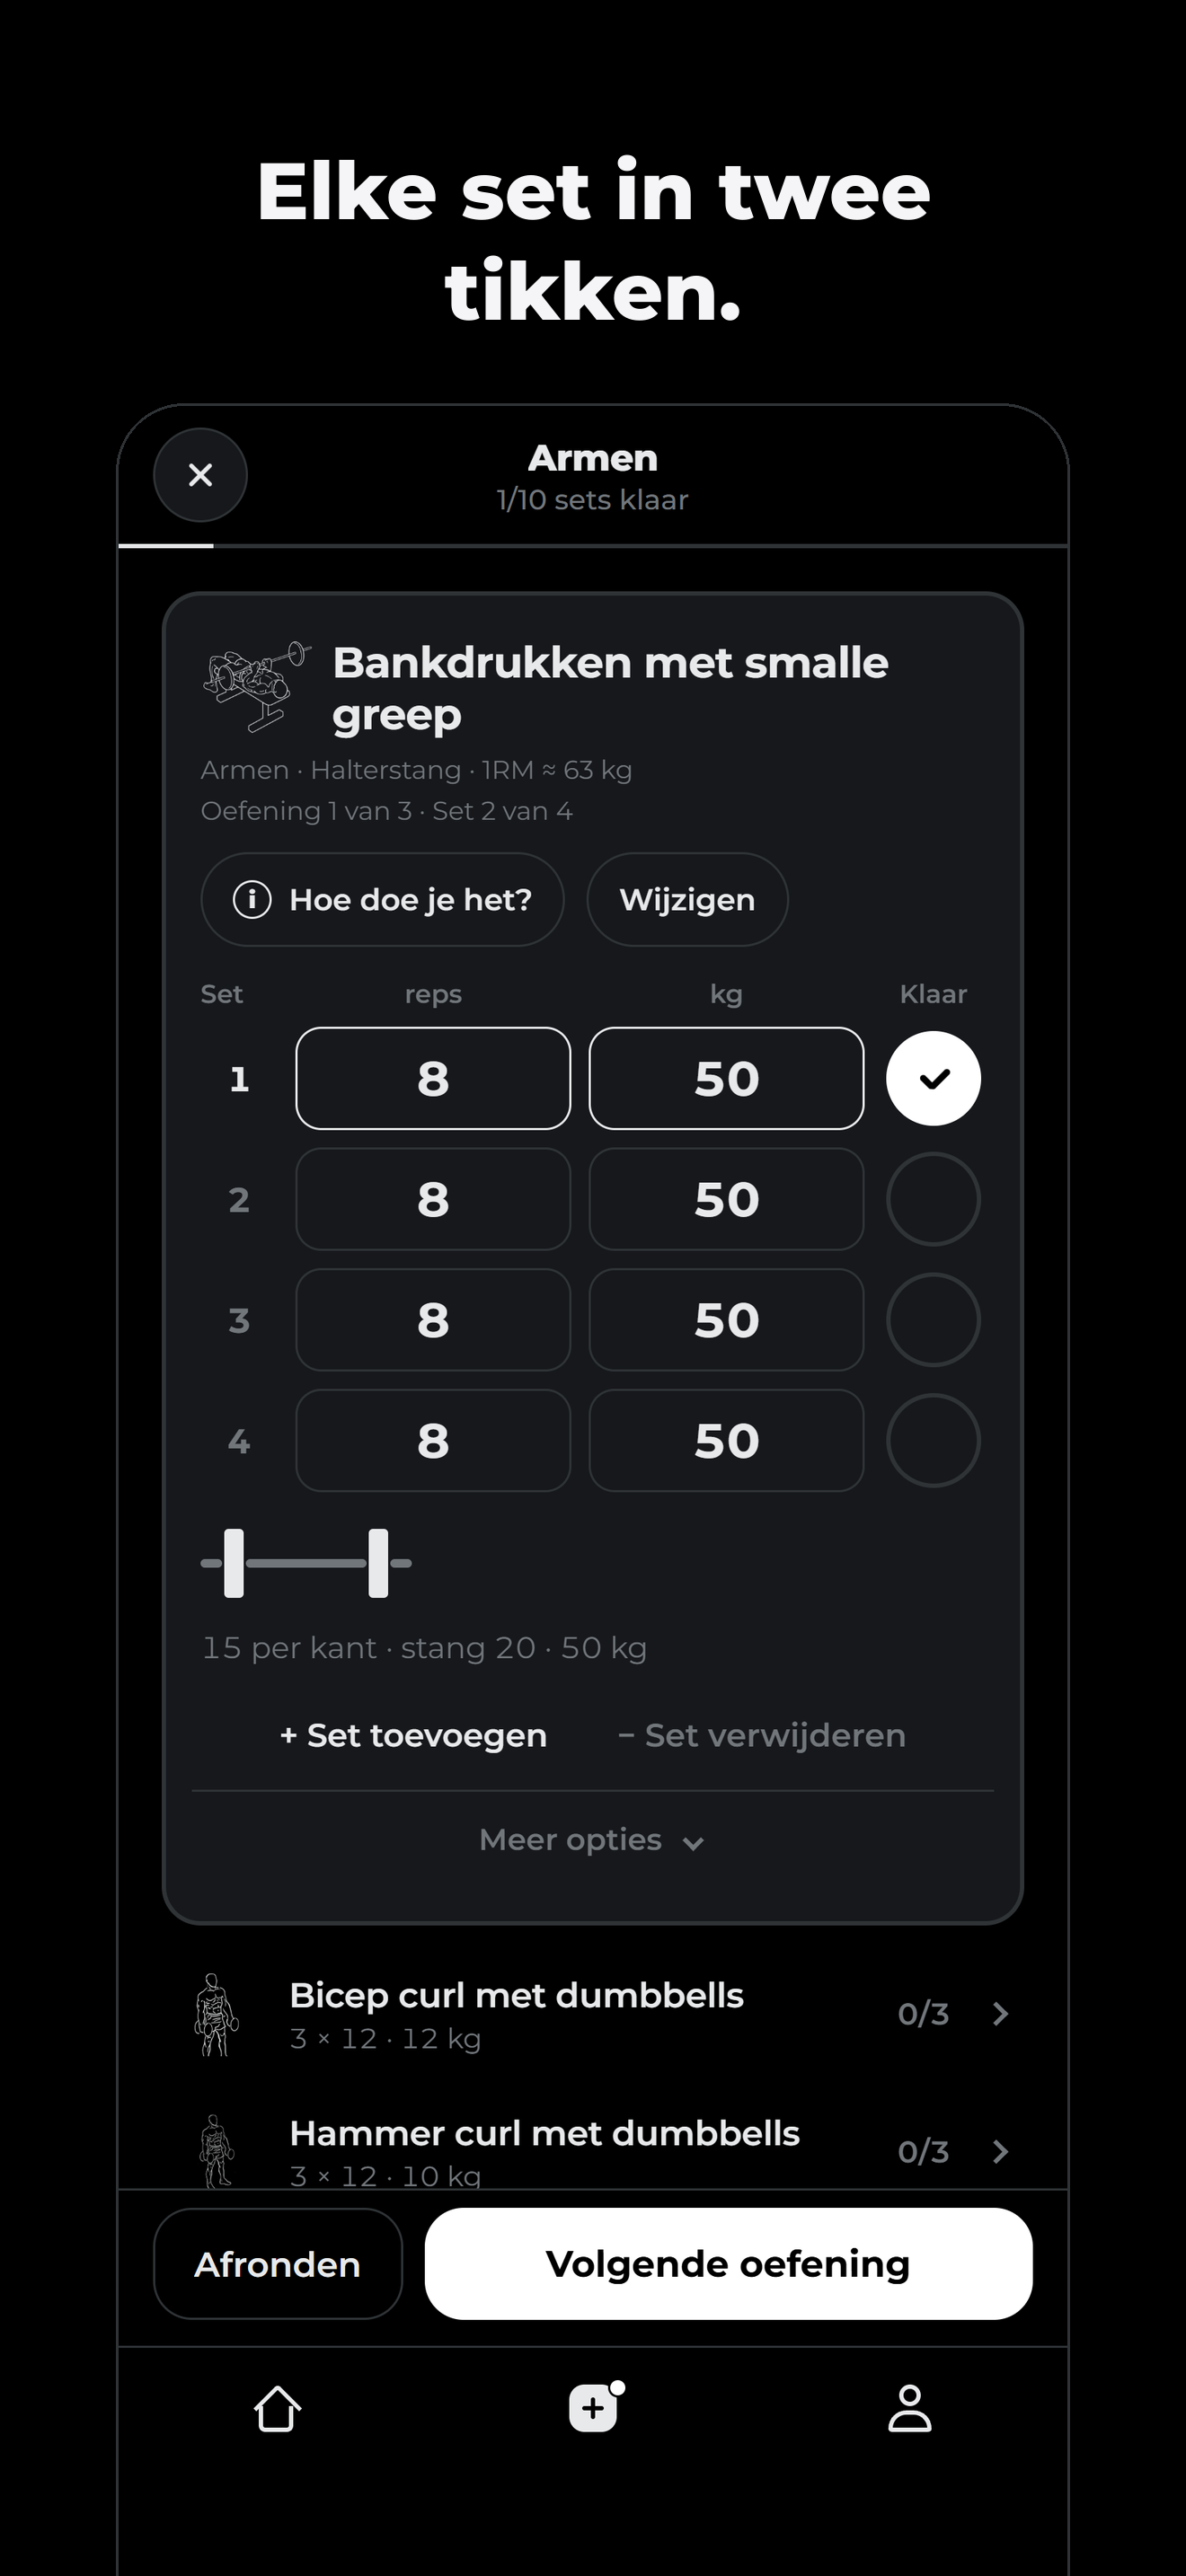 Elke set in twee
tikken.
Armen
1/10 sets klaar
Bankdrukken met smalle
greep
Armen · Halterstang · 1RM ≈ 63 kg
Oefening 1 van 3 · Set 2 van 4
Hoe doe je het?
Wijzigen
Set reps kg Klaar
1 8 50
2 8 50
3 8 50
4 8 50
15 per kant · stang 20 · 50 kg
+ Set toevoegen − Set verwijderen
Meer opties
Bicep curl met dumbbells
3 × 12 · 12 kg
0/3
Hammer curl met dumbbells
3 × 12 · 10 kg
0/3
Afronden
Volgende oefening